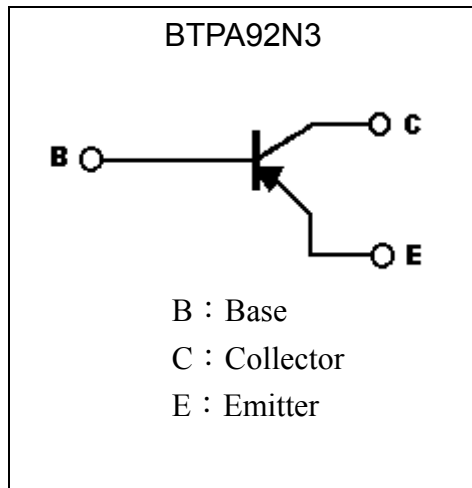 BTPA92N3
B C
E
B：Base
C：Collector
E：Emitter